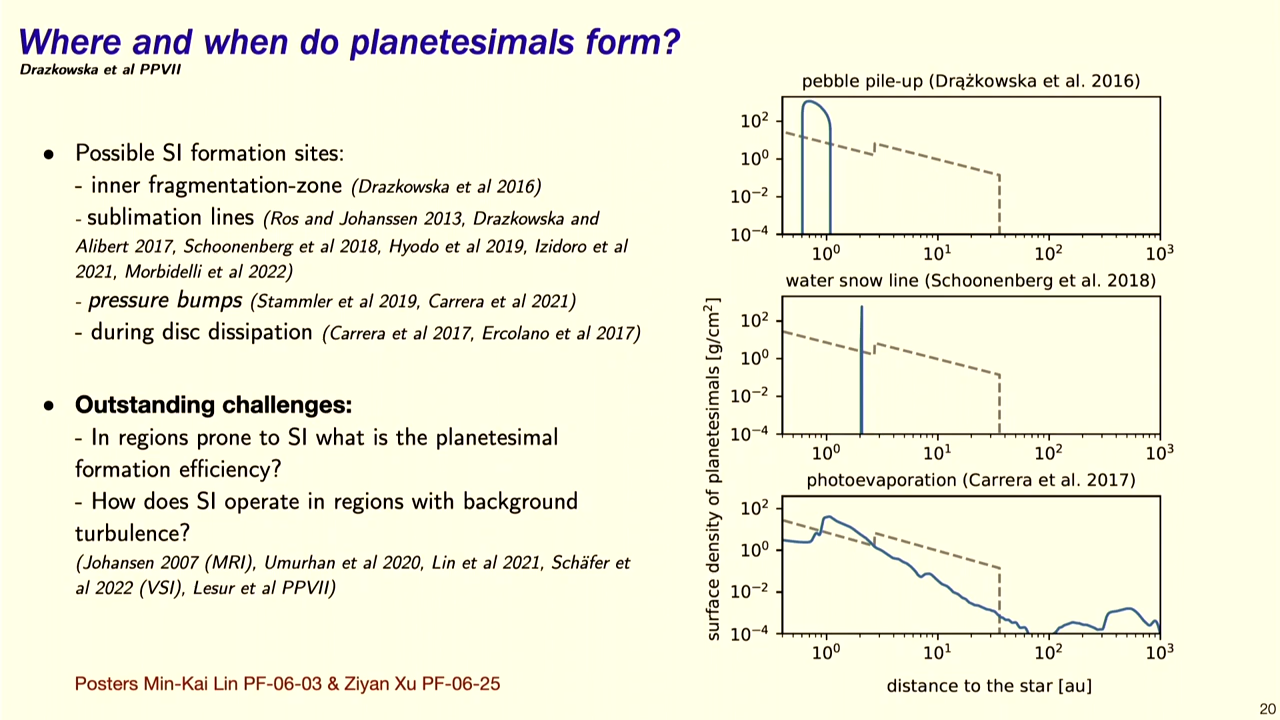 Where and when do planetesimals form?
Drazkowska et al PPVII
● Possible SI formation sites:
- inner fragmentation-zone (Drazkowska et al 2016)
- sublimation lines (Ros and Johanssen 2013, Drazkowska and
Alibert 2017, Schoonenberg et al 2018, Hyodo et al 2019, Izidoro et al
2021, Morbidelli et al 2022)
- pressure bumps (Stammler et al 2019, Carrera et al 2021)
- during disc dissipation (Carrera et al 2017, Ercolano et al 2017)
● Outstanding challenges:
- In regions prone to SI what is the planetesimal
formation efficiency?
- How does SI operate in regions with background
turbulence?
(Johansen 2007 (MRI), Umurhan et al 2020, Lin et al 2021, Schäfer et
al 2022 (VSI), Lesur et al PPVII)
Posters Min-Kai Lin PF-06-03 & Ziyan Xu PF-06-25
surface density of planetesimals [g/cm²]
pebble pile-up (Drążkowska et al. 2016)
10²
10⁰
10⁻²
10⁻⁴
10⁰ 10¹ 10² 10³
water snow line (Schoonenberg et al. 2018)
10²
10⁰
10⁻²
10⁻⁴
10⁰ 10¹ 10² 10³
photoevaporation (Carrera et al. 2017)
10²
10⁰
10⁻²
10⁻⁴
10⁰ 10¹ 10² 10³
distance to the star [au]
20